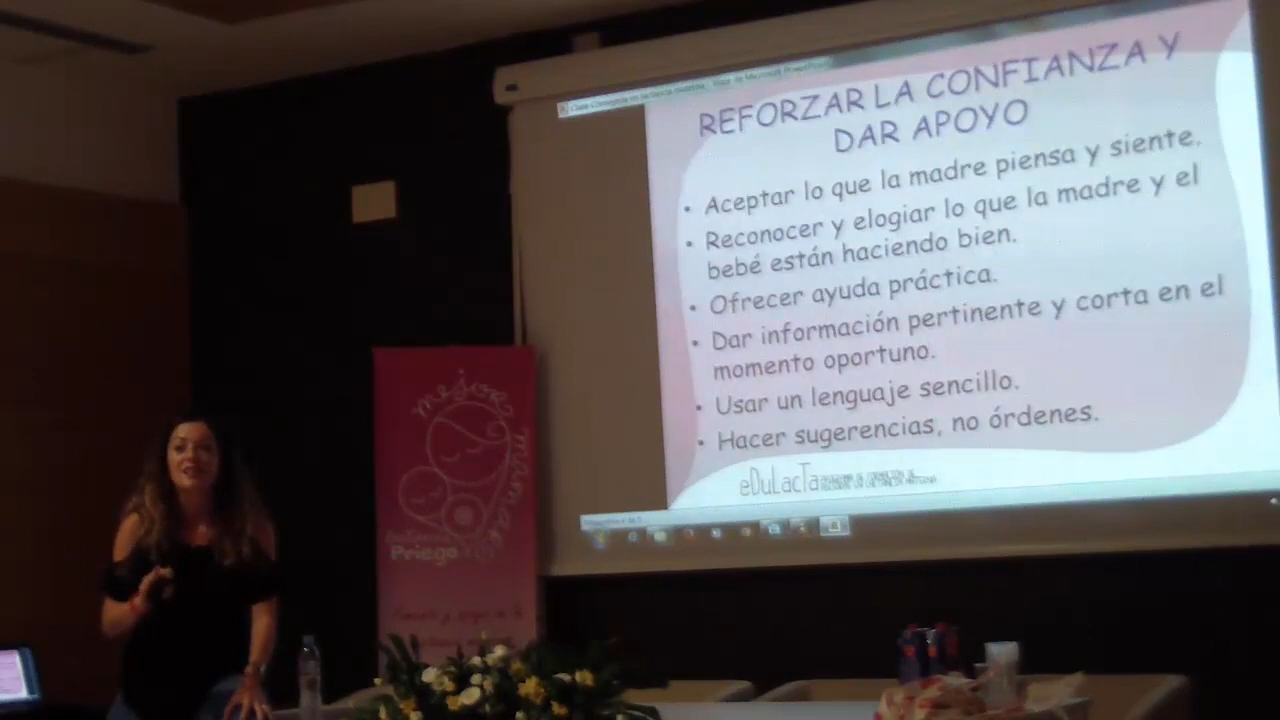 REFORZAR LA CONFIANZA Y
DAR APOYO
• Aceptar lo que la madre piensa y siente.
• Reconocer y elogiar lo que la madre y el
bebé están haciendo bien.
• Ofrecer ayuda práctica.
• Dar información pertinente y corta en el
momento oportuno.
• Usar un lenguaje sencillo.
• Hacer sugerencias, no órdenes.
eDuLacTa
mejor
mamar
Priego